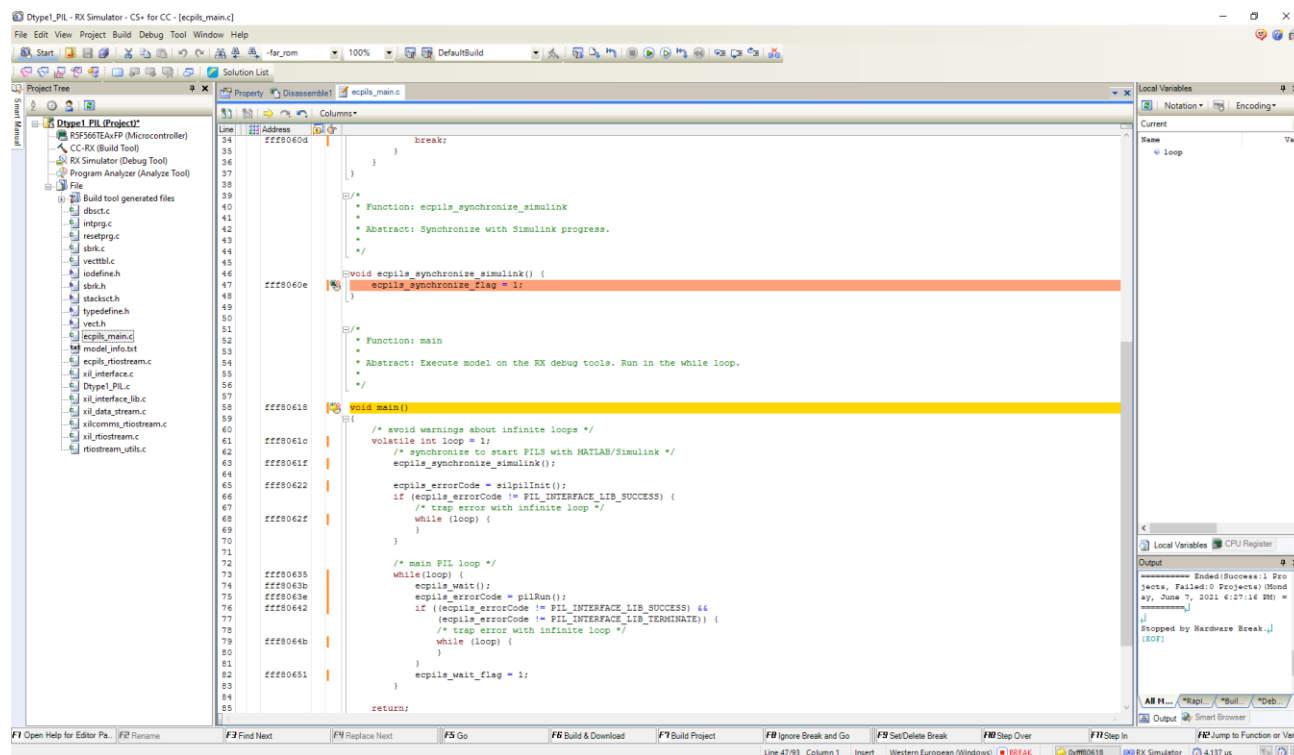 Dtype1_PIL - RX Simulator - CS+ for CC - [ecpils_main.c]
File Edit View Project Build Debug Tool Window Help
Start -far_rom 100% DefaultBuild
Solution List
Project Tree
Smart Manual
Dtype1_PIL (Project)*
R5F566TEAxFP (Microcontroller)
CC-RX (Build Tool)
RX Simulator (Debug Tool)
Program Analyzer (Analyze Tool)
File
Build tool generated files
dbsct.c
intprg.c
resetprg.c
sbrk.c
vecttbl.c
iodefine.h
sbrk.h
stacksct.h
typedefine.h
vect.h
ecpils_main.c
model_info.txt
ecpils_rtiostream.c
xil_interface.c
Dtype1_PIL.c
xil_interface_lib.c
xil_data_stream.c
xilcomms_rtiostream.c
xil_rtiostream.c
rtiostream_utils.c
Property Disassemble1 ecpils_main.c
Columns
Line Address
34 fff8060d break;
35 }
36 }
37 }
38
39 /*
40 * Function: ecpils_synchronize_simulink
41 *
42 * Abstract: Synchronize with Simulink progress.
43 *
44 */
45
46 void ecpils_synchronize_simulink() {
47 fff8060e ecpils_synchronize_flag = 1;
48 }
49
50
51 /*
52 * Function: main
53 *
54 * Abstract: Execute model on the RX debug tools. Run in the while loop.
55 *
56 */
57
58 fff80618 void main()
59 {
60 /* avoid warnings about infinite loops */
61 fff8061c volatile int loop = 1;
62 /* synchronize to start PILS with MATLAB/Simulink */
63 fff8061f ecpils_synchronize_simulink();
64
65 fff80622 ecpils_errorCode = silpilInit();
66 if (ecpils_errorCode != PIL_INTERFACE_LIB_SUCCESS) {
67 /* trap error with infinite loop */
68 fff8062f while (loop) {
69 }
70 }
71
72 /* main PIL loop */
73 fff80635 while(loop) {
74 fff8063b ecpils_wait();
75 fff8063e ecpils_errorCode = pilRun();
76 fff80642 if ((ecpils_errorCode != PIL_INTERFACE_LIB_SUCCESS) &&
77 (ecpils_errorCode != PIL_INTERFACE_LIB_TERMINATE)) {
78 /* trap error with infinite loop */
79 fff8064b while (loop) {
80 }
81 }
82 fff80651 ecpils_wait_flag = 1;
83 }
84
85 return;
Local Variables
Notation Encoding
Current
Name Va
loop
Local Variables CPU Register
Output
========== Ended(Success:1 Pro
jects, Failed:0 Projects)(Mond
ay, June 7, 2021 6:27:16 PM) =
=========
Stopped by Hardware Break.
[EOF]
All M... *Rapi... *Buil... *Deb...
Output Smart Browser
F1 Open Help for Editor Pa... F2 Rename F3 Find Next F4 Replace Next F5 Go F6 Build & Download F7 Build Project F8 Ignore Break and Go F9 Set/Delete Break F10 Step Over F11 Step In F12 Jump to Function or Var
Line 47/93 Column 1 Insert Western European (Windows) BREAK 0xfff80618 RX Simulator 4.137 us